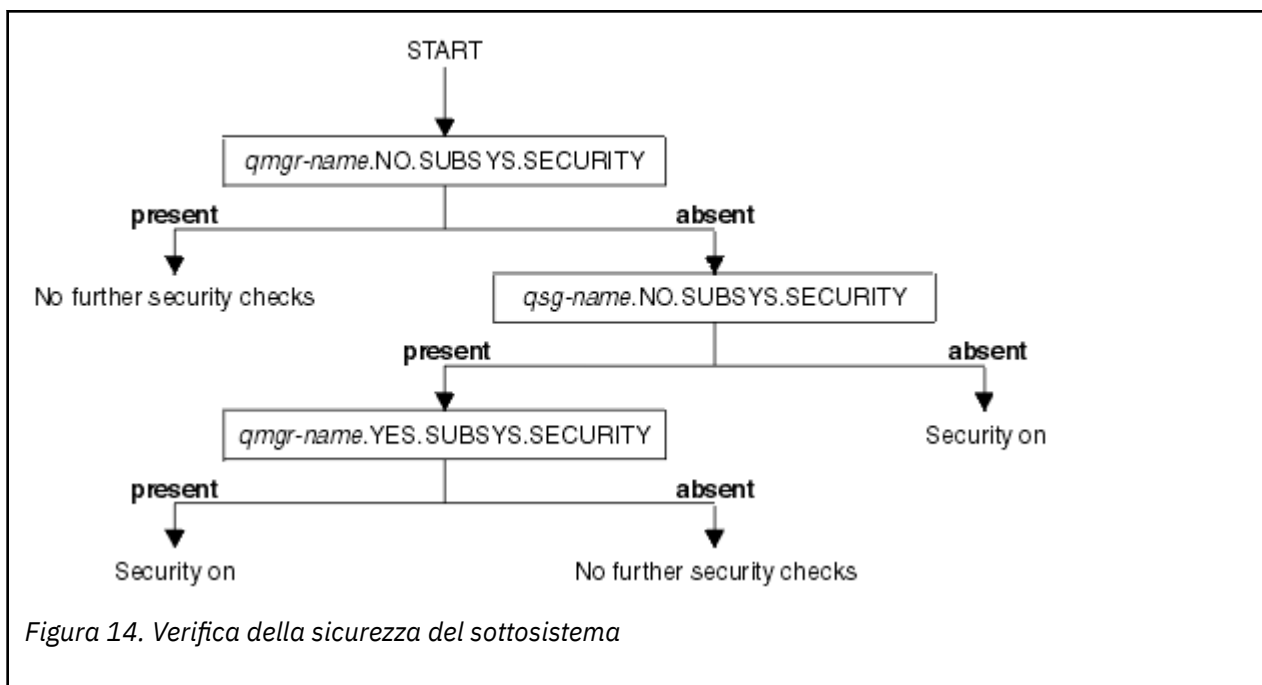 START
qmgr-name.NO.SUBSYS.SECURITY
present absent
No further security checks
qsg-name.NO.SUBSYS.SECURITY
present absent
qmgr-name.YES.SUBSYS.SECURITY
Security on
present absent
Security on
No further security checks
Figura 14. Verifica della sicurezza del sottosistema